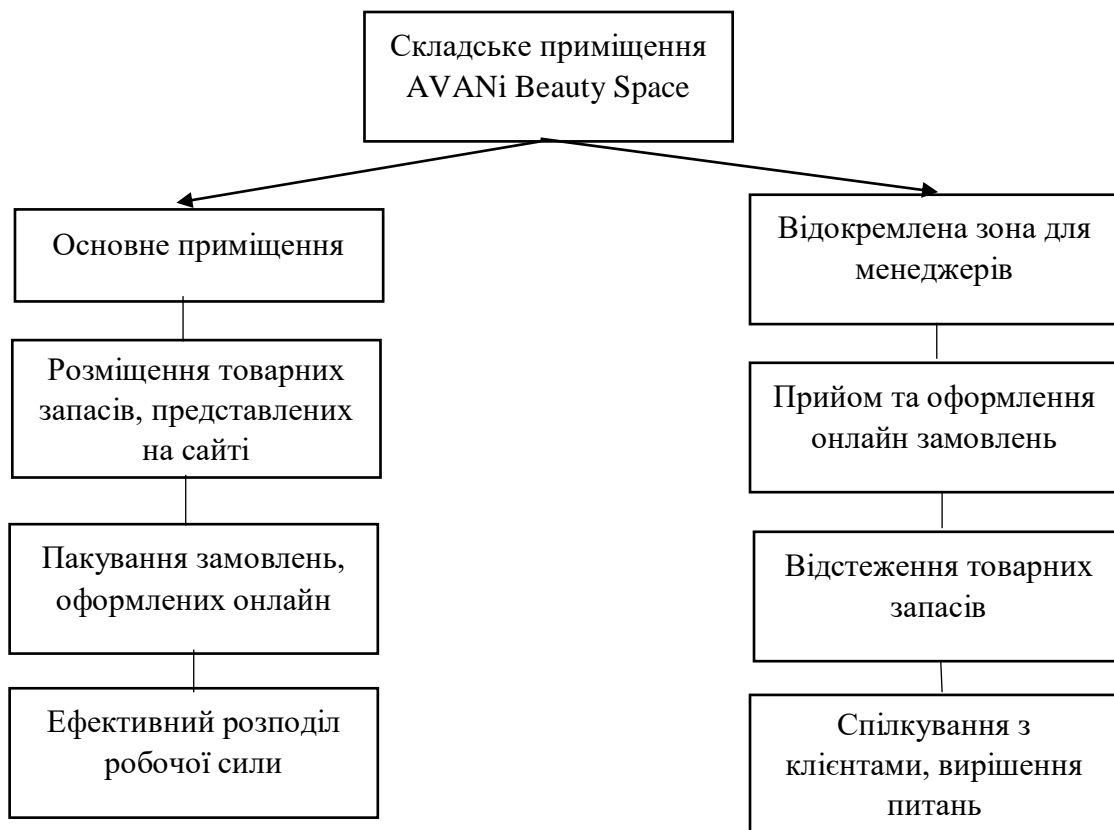 Складське приміщення
AVANi Beauty Space
Основне приміщення
Розміщення товарних
запасів, представлених
на сайті
Пакування замовлень,
оформлених онлайн
Ефективний розподіл
робочої сили
Відокремлена зона для
менеджерів
Прийом та оформлення
онлайн замовлень
Відстеження товарних
запасів
Спілкування з
клієнтами, вирішення
питань